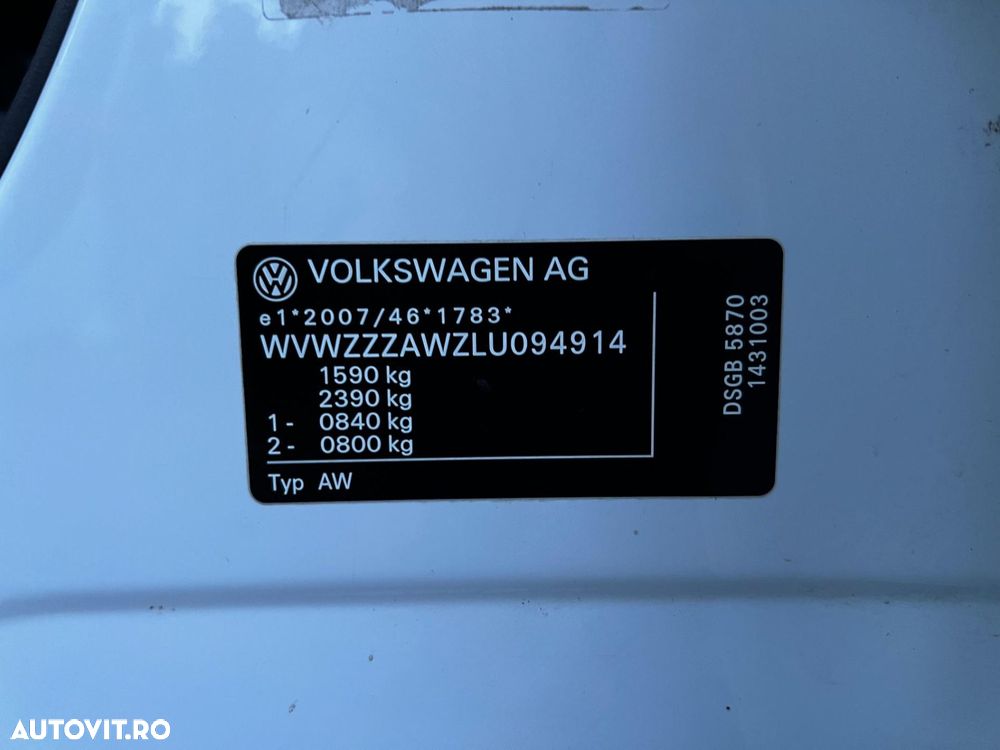 VOLKSWAGEN AG
e1*2007/46*1783*
WVWZZZAWZLU094914
1590 kg
2390 kg
1- 0840 kg
2- 0800 kg
Typ AW
DSGB 5870
1431003
AUTOVIT.RO